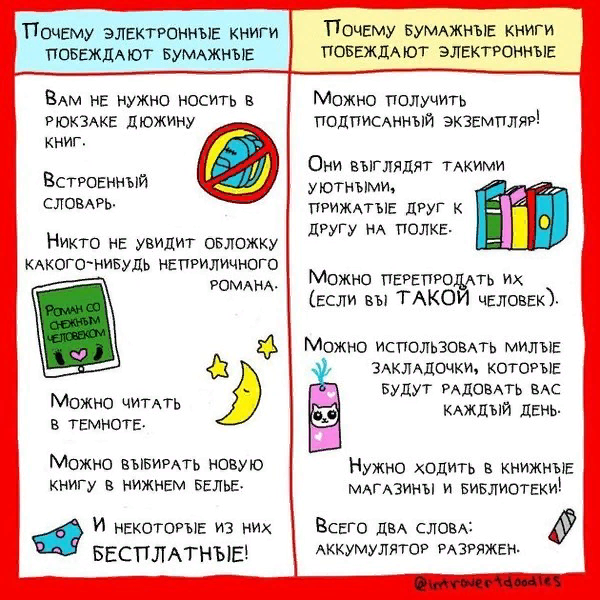 Почему электронные книги
побеждают бумажные
Вам не нужно носить в
рюкзаке дюжину
книг.
Встроенный
словарь.
Никто не увидит обложку
какого-нибудь неприличного
романа.
Роман со
снежным
человеком
Можно читать
в темноте.
Можно выбирать новую
книгу в нижнем белье.
И некоторые из них
БЕСПЛАТНЫЕ!
Почему бумажные книги
побеждают электронные
Можно получить
подписанный экземпляр!
Они выглядят такими
уютными,
прижатые друг к
другу на полке.
Можно перепродать их
(если вы ТАКОЙ человек).
Можно использовать милые
закладочки, которые
будут радовать вас
каждый день.
Нужно ходить в книжные
магазины и библиотеки!
Всего два слова:
аккумулятор разряжен.
@introvertdoodles